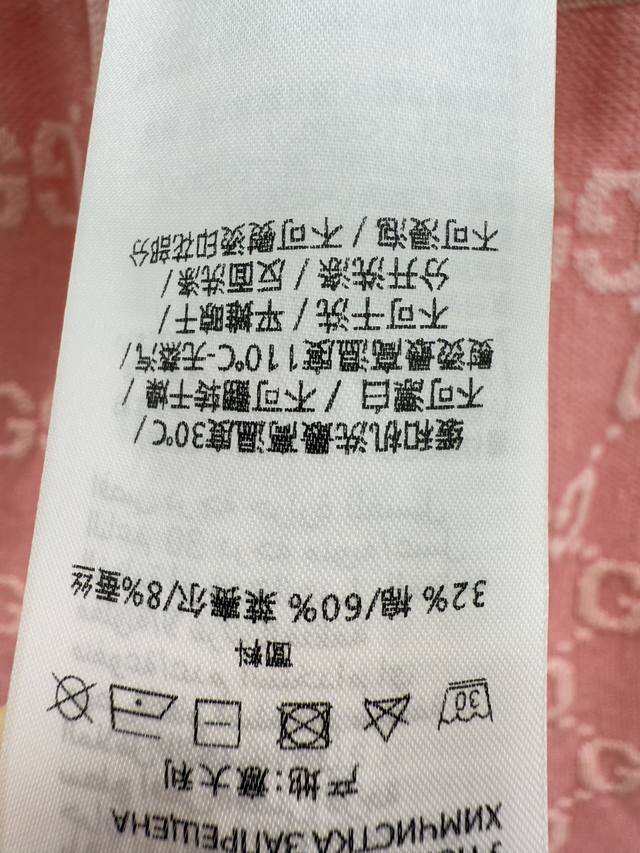 ХИМЧИСТКА ЗАПРЕЩЕНА
产地:意大利
30
面料
32% 棉/60% 莱赛尔/8%蚕丝
缓和机洗最高温度30℃/
不可漂白 / 不可翻转干燥 /
熨烫最高温度110℃-无蒸汽/
不可干洗 / 平摊晾干 /
分开洗涤 / 反面洗涤 /
不可浸泡 / 不可熨烫印花部分